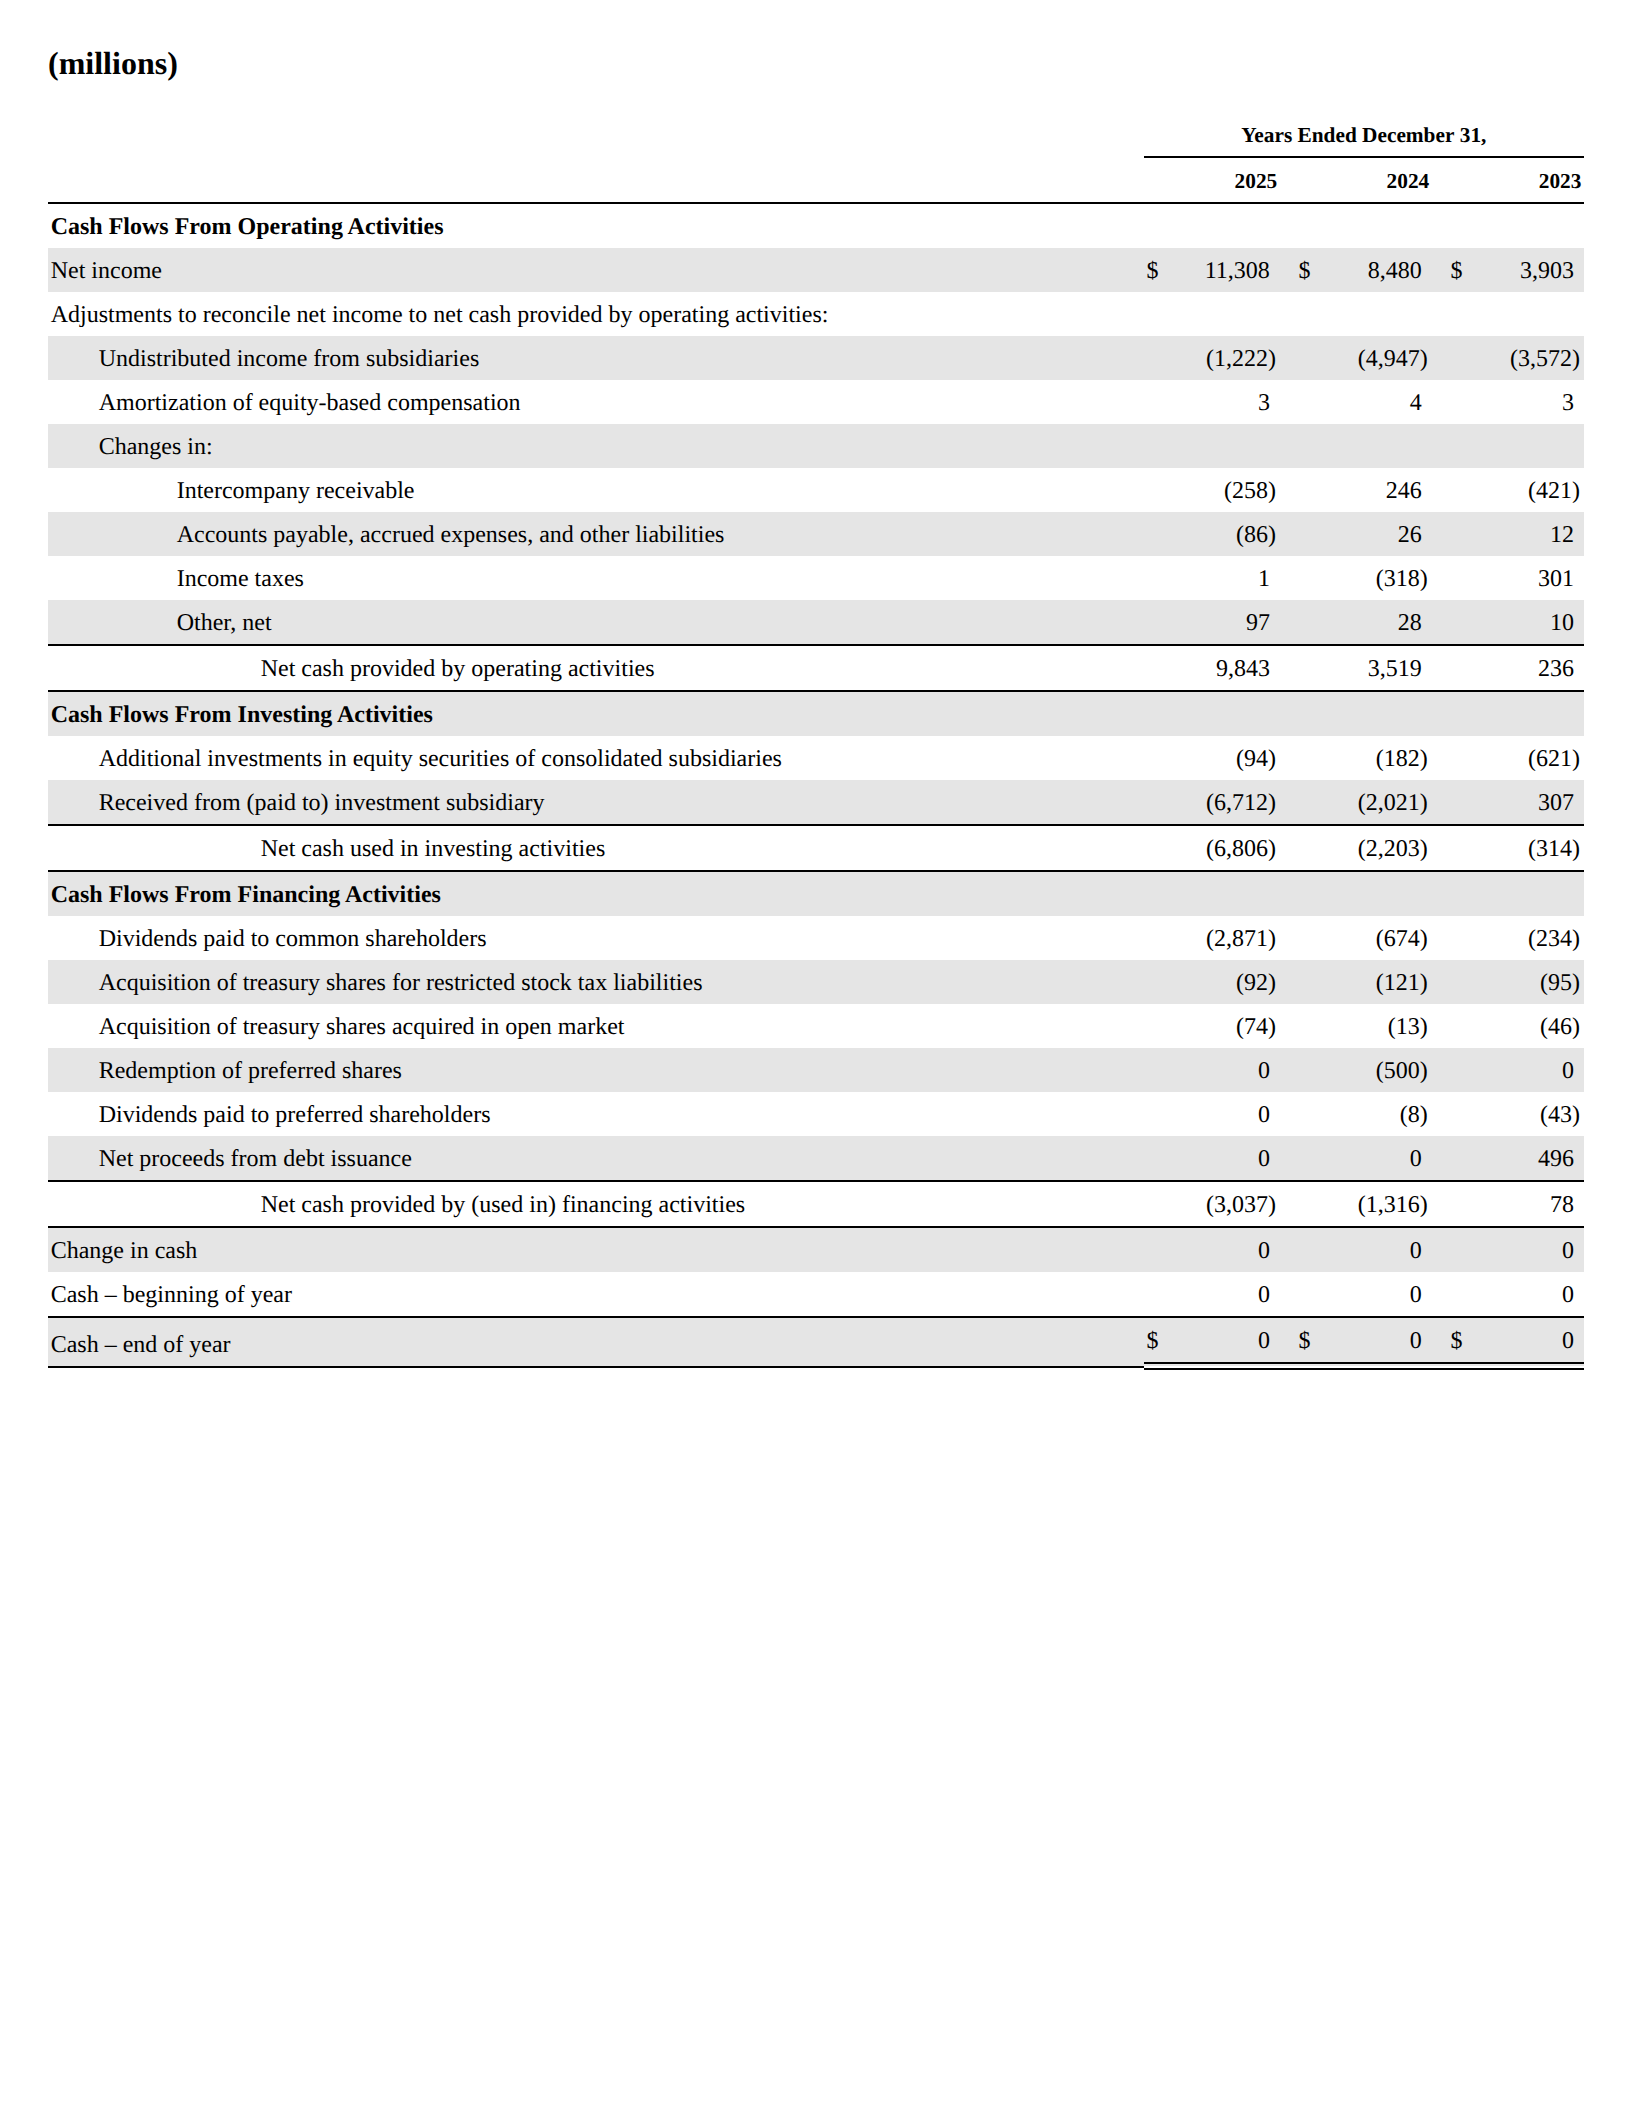 (millions)
Years Ended December 31,
2025 2024 2023
Cash Flows From Operating Activities
Net income $ 11,308 $ 8,480 $ 3,903
Adjustments to reconcile net income to net cash provided by operating activities:
Undistributed income from subsidiaries (1,222) (4,947) (3,572)
Amortization of equity-based compensation 3 4 3
Changes in:
Intercompany receivable (258) 246 (421)
Accounts payable, accrued expenses, and other liabilities (86) 26 12
Income taxes 1 (318) 301
Other, net 97 28 10
Net cash provided by operating activities 9,843 3,519 236
Cash Flows From Investing Activities
Additional investments in equity securities of consolidated subsidiaries (94) (182) (621)
Received from (paid to) investment subsidiary (6,712) (2,021) 307
Net cash used in investing activities (6,806) (2,203) (314)
Cash Flows From Financing Activities
Dividends paid to common shareholders (2,871) (674) (234)
Acquisition of treasury shares for restricted stock tax liabilities (92) (121) (95)
Acquisition of treasury shares acquired in open market (74) (13) (46)
Redemption of preferred shares 0 (500) 0
Dividends paid to preferred shareholders 0 (8) (43)
Net proceeds from debt issuance 0 0 496
Net cash provided by (used in) financing activities (3,037) (1,316) 78
Change in cash 0 0 0
Cash – beginning of year 0 0 0
Cash – end of year $ 0 $ 0 $ 0